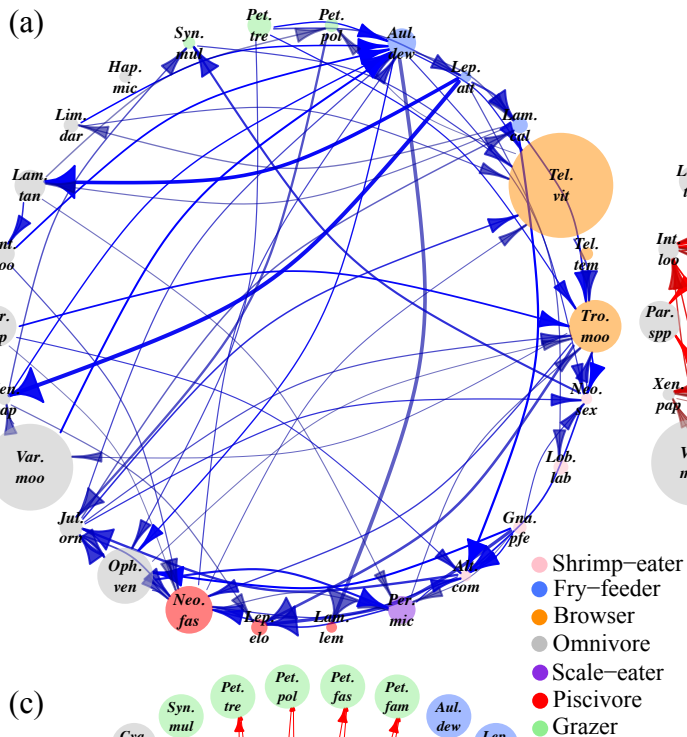 (a)
Syn.
mul
Pet.
tre
Pet.
pol
Aul.
dew
Lep.
att
Hap.
mic
Lim.
dar
Lam.
cal
Lam.
tan
Tel.
vit
Tel.
tem
Int.
loo
Tro.
moo
Par.
spp
Neo.
sex
Xen.
pap
Var.
moo
Lob.
lab
Jul.
orn
Gna.
pfe
Oph.
ven
Alt.
com
Neo.
fas
Lep.
elo
Lam.
lem
Per.
mic
Shrimp−eater
Fry−feeder
Browser
Omnivore
Scale−eater
Piscivore
Grazer
(c)
Syn.
mul
Pet.
tre
Pet.
pol
Pet.
fas
Pet.
fam
Aul.
dew